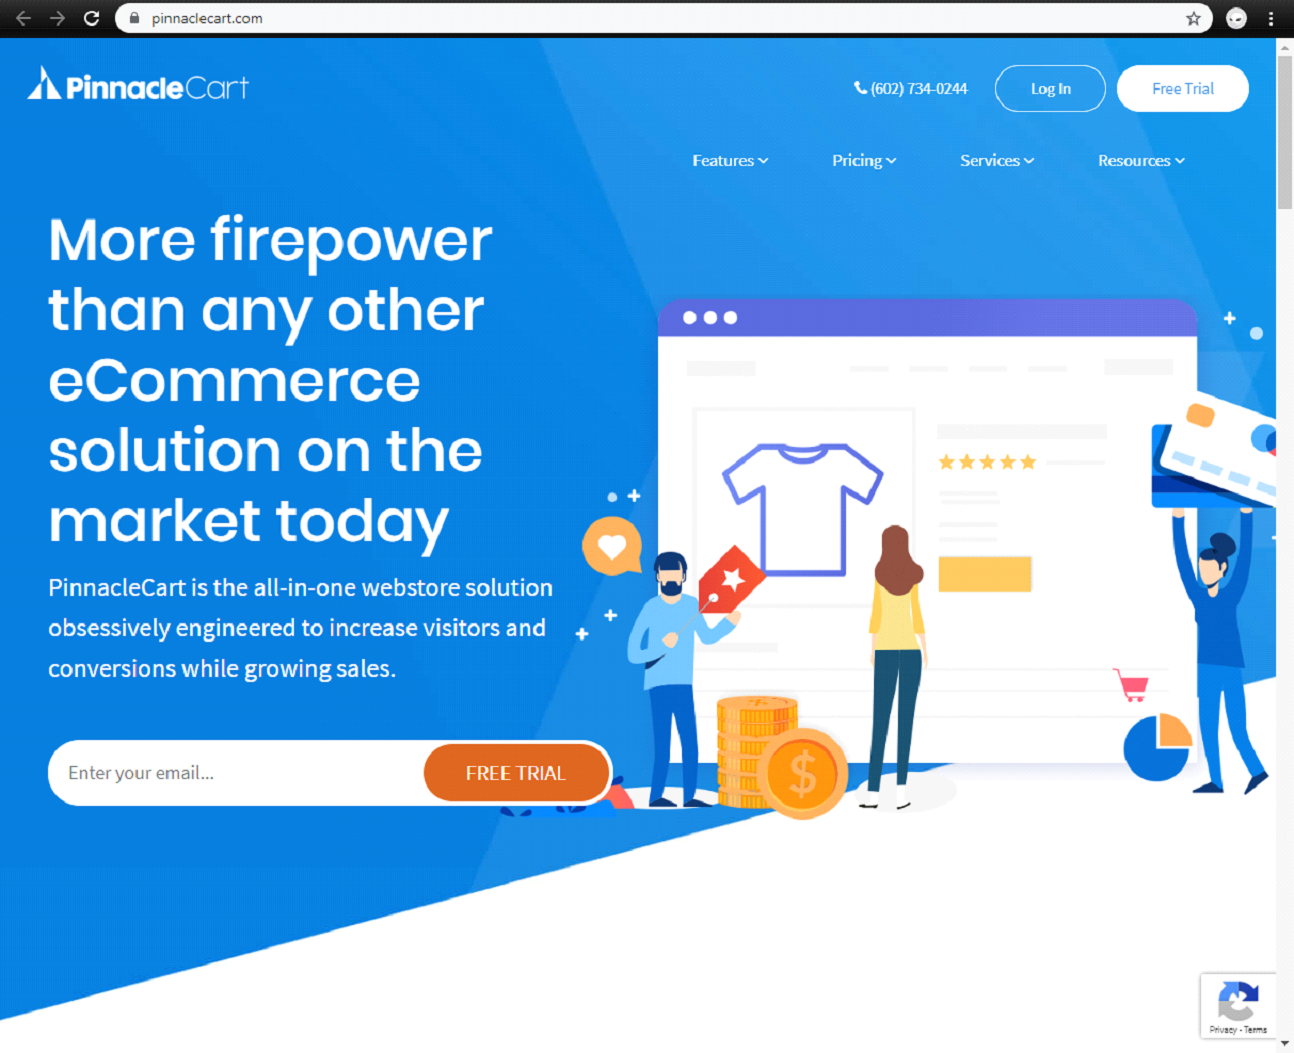 pinnaclecart.com
PinnacleCart
(602) 734-0244
Log In
Free Trial
Features
Pricing
Services
Resources
More firepower
than any other
eCommerce
solution on the
market today
PinnacleCart is the all-in-one webstore solution
obsessively engineered to increase visitors and
conversions while growing sales.
Enter your email...
FREE TRIAL
$
Privacy - Terms